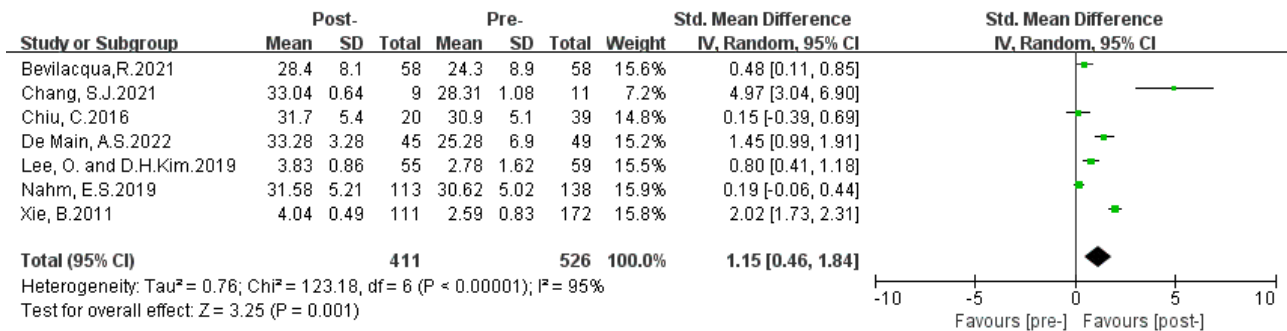 Post- Pre- Std. Mean Difference Std. Mean Difference
Study or Subgroup Mean SD Total Mean SD Total Weight IV, Random, 95% CI IV, Random, 95% CI
Bevilacqua,R.2021 28.4 8.1 58 24.3 8.9 58 15.6% 0.48 [0.11, 0.85]
Chang, S.J.2021 33.04 0.64 9 28.31 1.08 11 7.2% 4.97 [3.04, 6.90]
Chiu, C.2016 31.7 5.4 20 30.9 5.1 39 14.8% 0.15 [-0.39, 0.69]
De Main, A.S.2022 33.28 3.28 45 25.28 6.9 49 15.2% 1.45 [0.99, 1.91]
Lee, O. and D.H.Kim.2019 3.83 0.86 55 2.78 1.62 59 15.6% 0.80 [0.41, 1.18]
Nahm, E.S.2019 31.58 5.21 113 30.62 5.02 138 15.9% 0.19 [-0.06, 0.44]
Xie, B.2011 4.04 0.49 111 2.59 0.83 172 15.8% 2.02 [1.73, 2.31]
Total (95% CI) 411 526 100.0% 1.15 [0.46, 1.84]
Heterogeneity: Tau² = 0.76; Chi² = 123.18, df = 6 (P < 0.00001); I² = 95%
Test for overall effect: Z = 3.25 (P = 0.001)
-10 -5 0 5 10
Favours [pre-] Favours [post-]